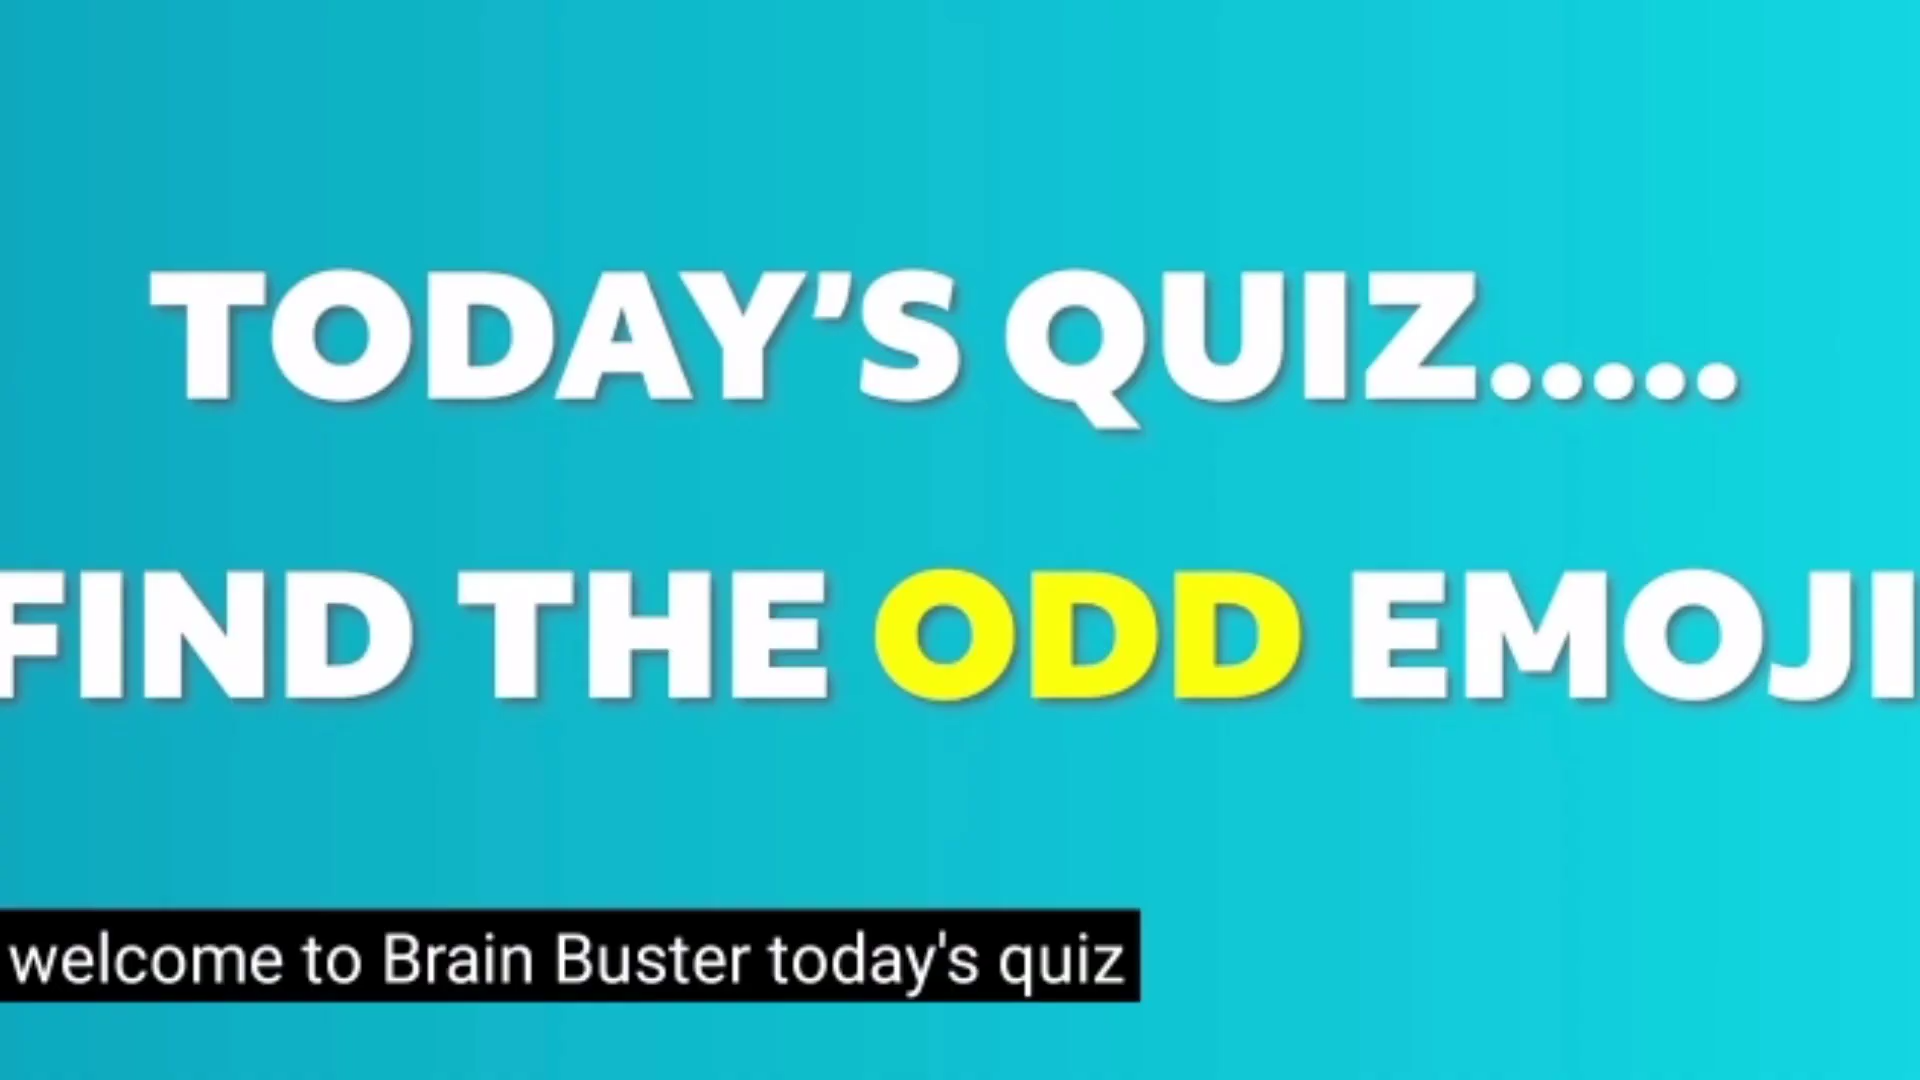 TODAY’S QUIZ.....
FIND THE ODD EMOJI
welcome to Brain Buster today's quiz